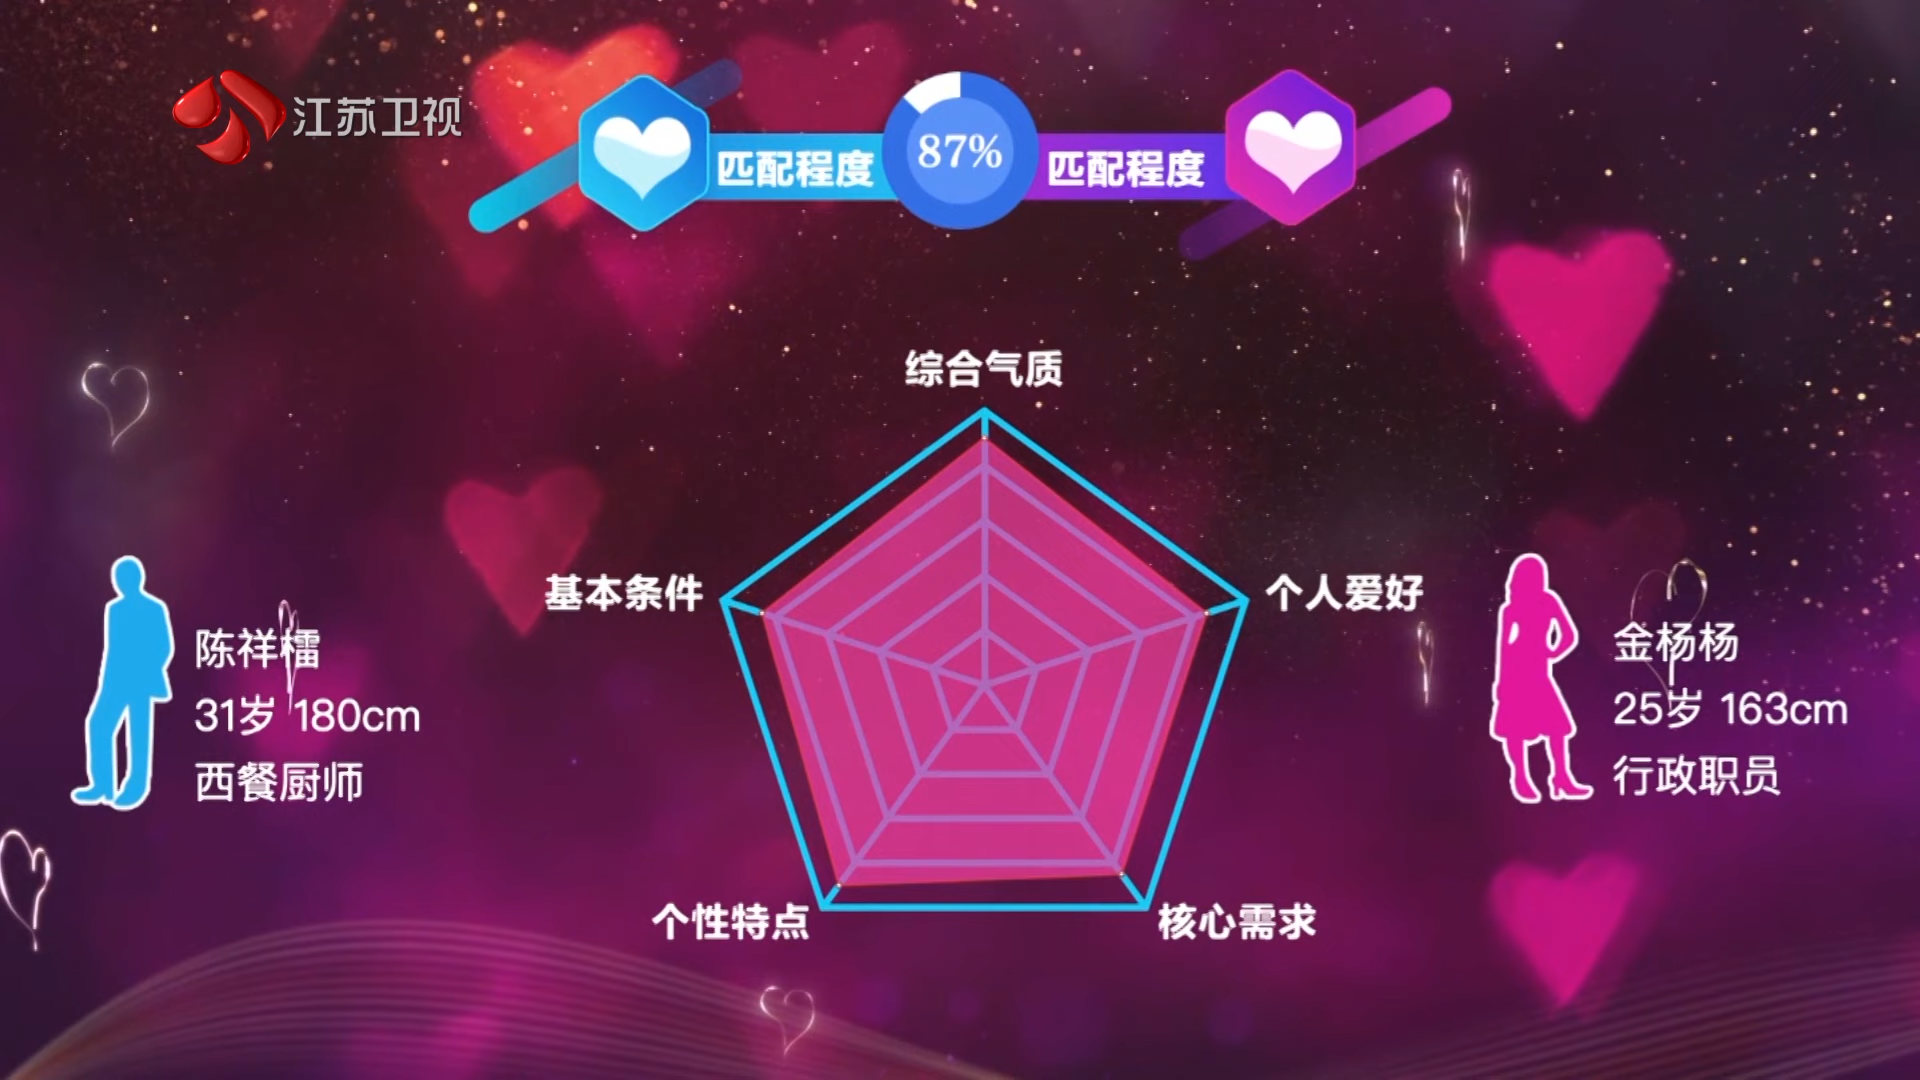 江苏卫视
匹配程度
87%
匹配程度
综合气质
基本条件
个人爱好
个性特点
核心需求
陈祥檑
31岁 180cm
西餐厨师
金杨杨
25岁 163cm
行政职员